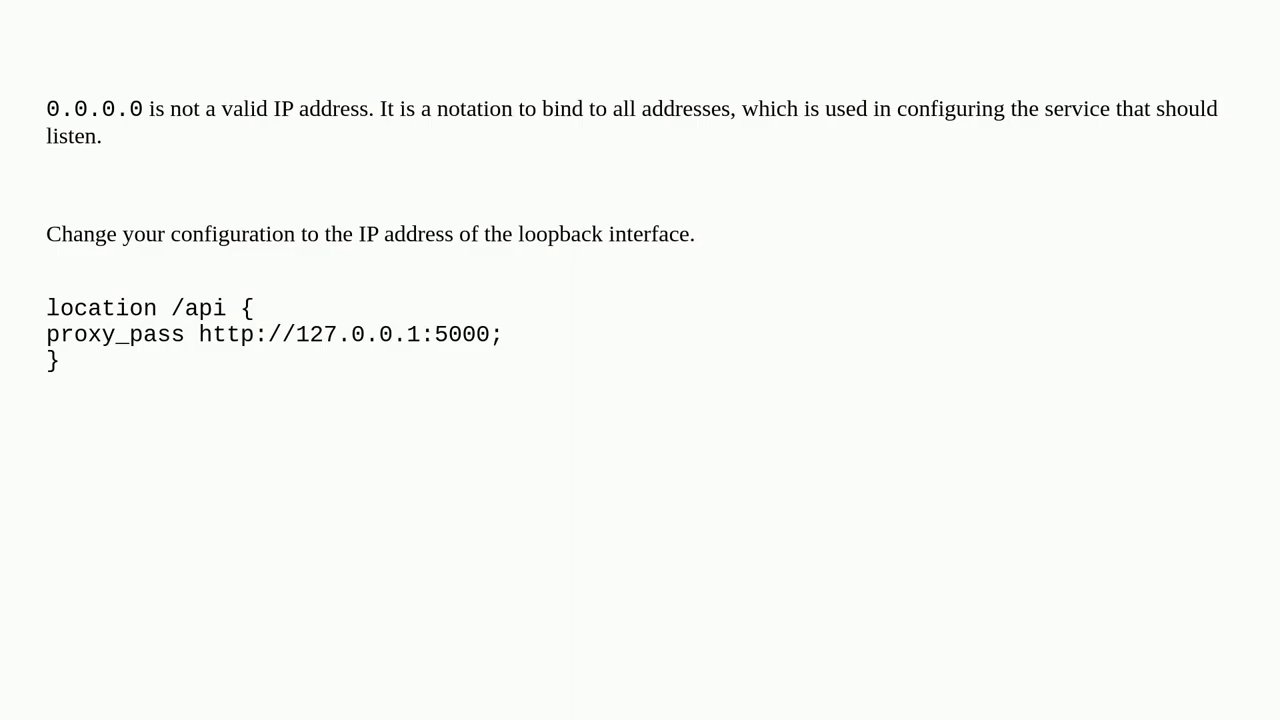 0.0.0.0 is not a valid IP address. It is a notation to bind to all addresses, which is used in configuring the service that should
listen.
Change your configuration to the IP address of the loopback interface.
location /api {
proxy_pass http://127.0.0.1:5000;
}